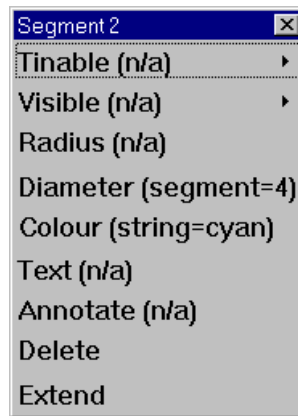 Segment 2
Tinable (n/a)
Visible (n/a)
Radius (n/a)
Diameter (segment=4)
Colour (string=cyan)
Text (n/a)
Annotate (n/a)
Delete
Extend